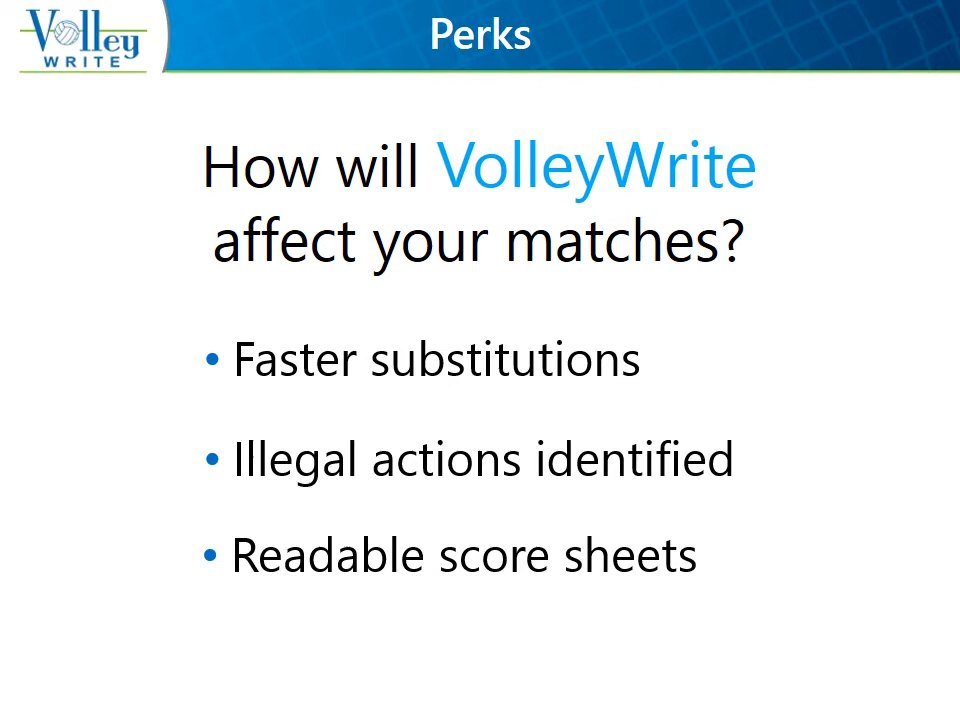 Volley
WRITE
Perks
How will VolleyWrite
affect your matches?
• Faster substitutions
• Illegal actions identified
• Readable score sheets